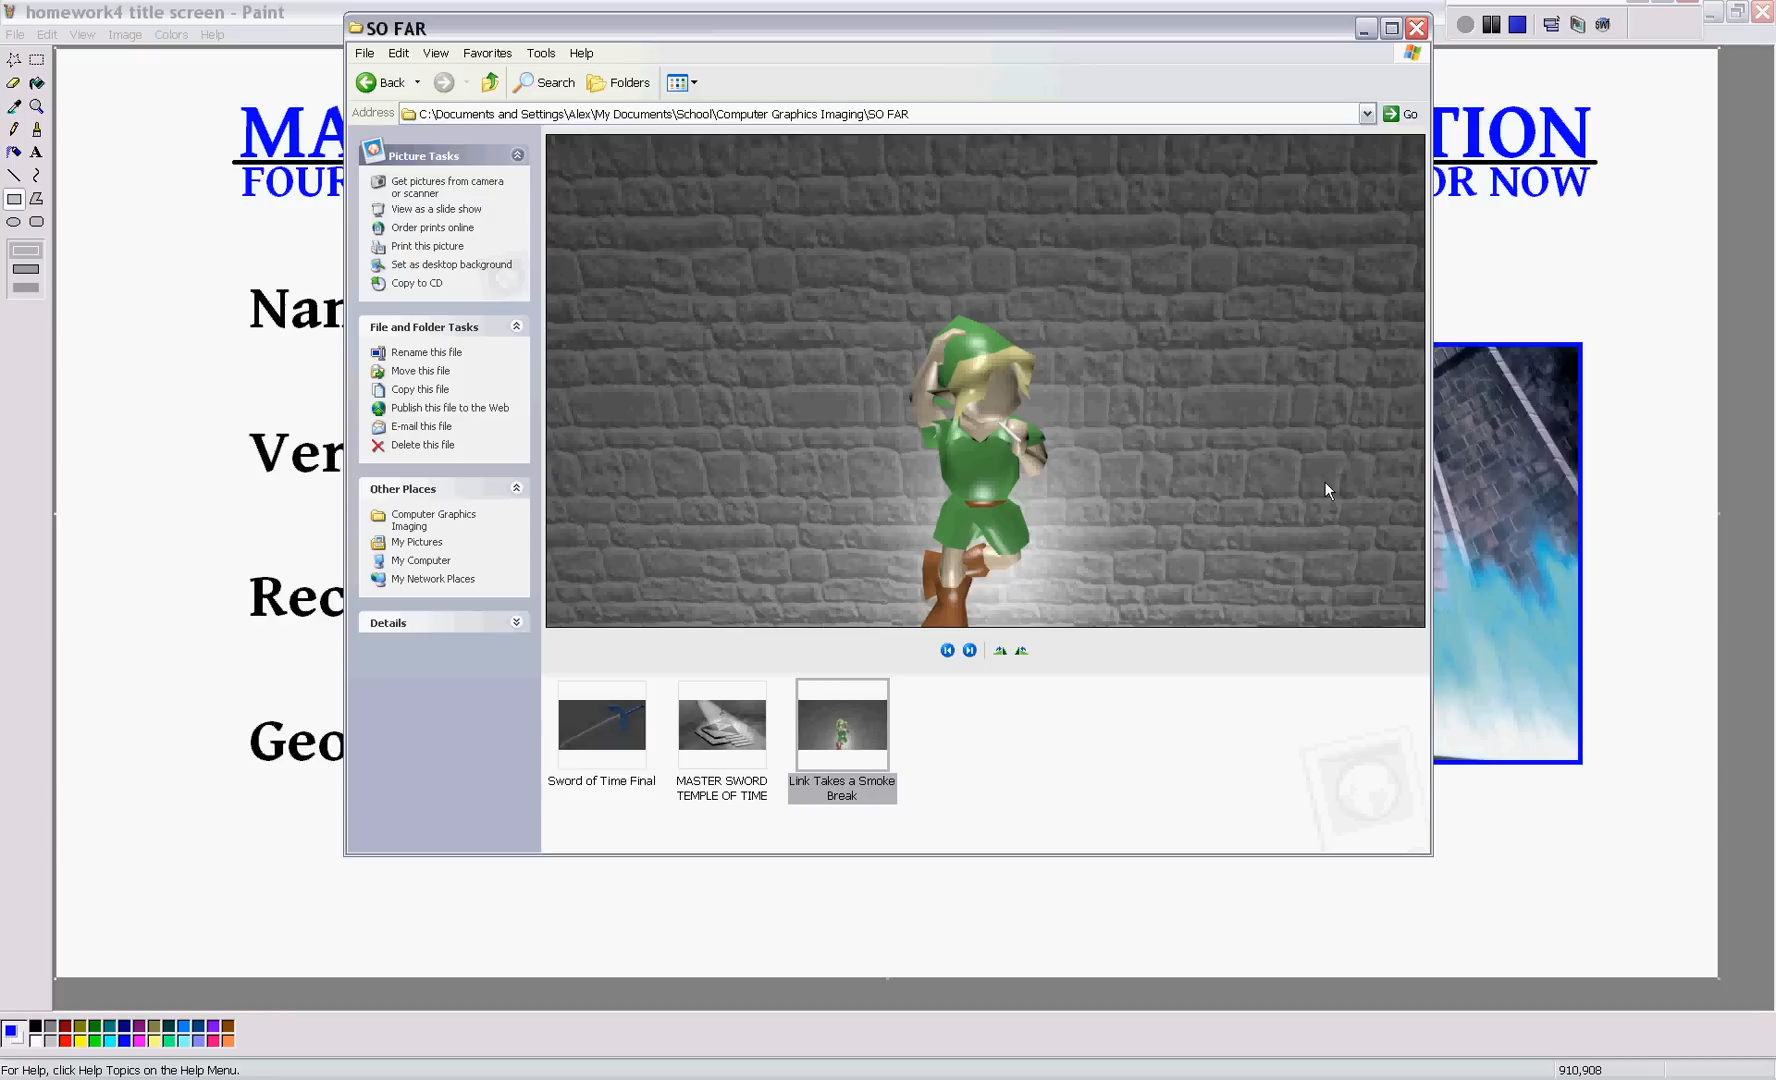 homework4 title screen - Paint
File Edit View Image Colors Help
SO FAR
File Edit View Favorites Tools Help
Back Search Folders
Address C:\Documents and Settings\Alex\My Documents\School\Computer Graphics Imaging\SO FAR Go
Picture Tasks
Get pictures from camera
or scanner
View as a slide show
Order prints online
Print this picture
Set as desktop background
Copy to CD
File and Folder Tasks
Rename this file
Move this file
Copy this file
Publish this file to the Web
E-mail this file
Delete this file
Other Places
Computer Graphics
Imaging
My Pictures
My Computer
My Network Places
Details
Sword of Time Final
MASTER SWORD
TEMPLE OF TIME
Link Takes a Smoke
Break
MA
TION
FOUR
OR NOW
Nar
Ver
Rec
Geo
For Help, click Help Topics on the Help Menu.
910,908